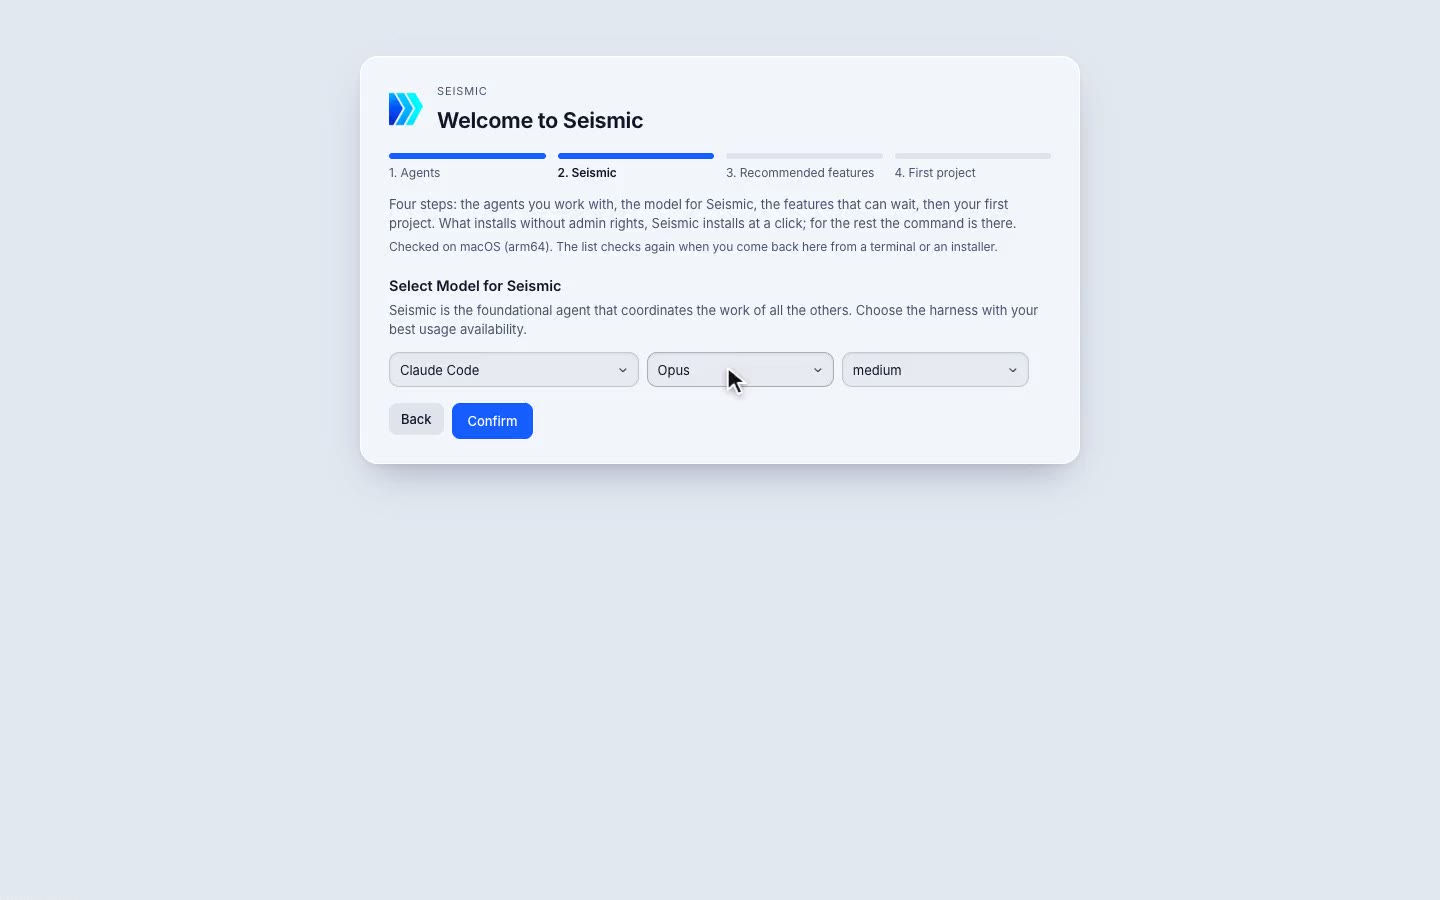 SEISMIC
Welcome to Seismic
1. Agents
2. Seismic
3. Recommended features
4. First project
Four steps: the agents you work with, the model for Seismic, the features that can wait, then your first
project. What installs without admin rights, Seismic installs at a click; for the rest the command is there.
Checked on macOS (arm64). The list checks again when you come back here from a terminal or an installer.
Select Model for Seismic
Seismic is the foundational agent that coordinates the work of all the others. Choose the harness with your
best usage availability.
Claude Code
Opus
medium
Back
Confirm